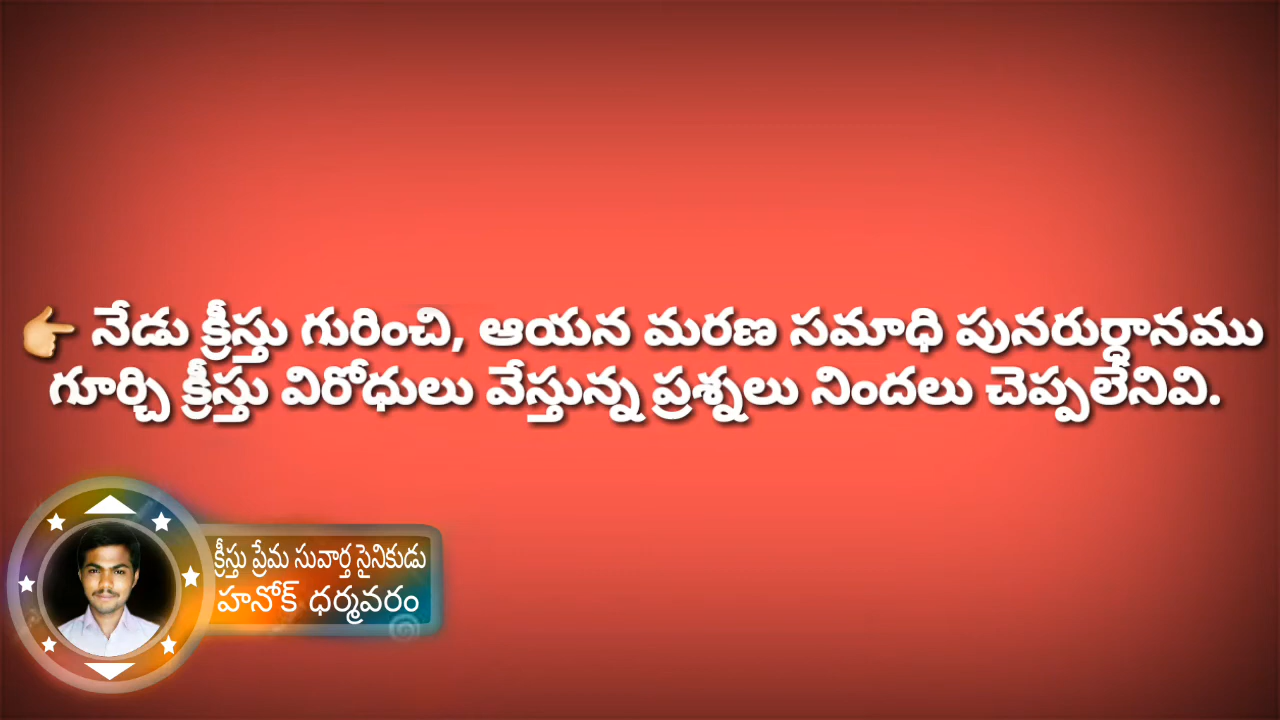 👉 నేడు క్రీస్తు గురించి, ఆయన మరణ సమాధి పునరుర్ధానము
గూర్చి క్రీస్తు విరోధులు వేస్తున్న ప్రశ్నలు నిందలు చెప్పలేనివి.
క్రీస్తు ప్రేమ సువార్త సైనికుడు
హనోక్ ధర్మవరం